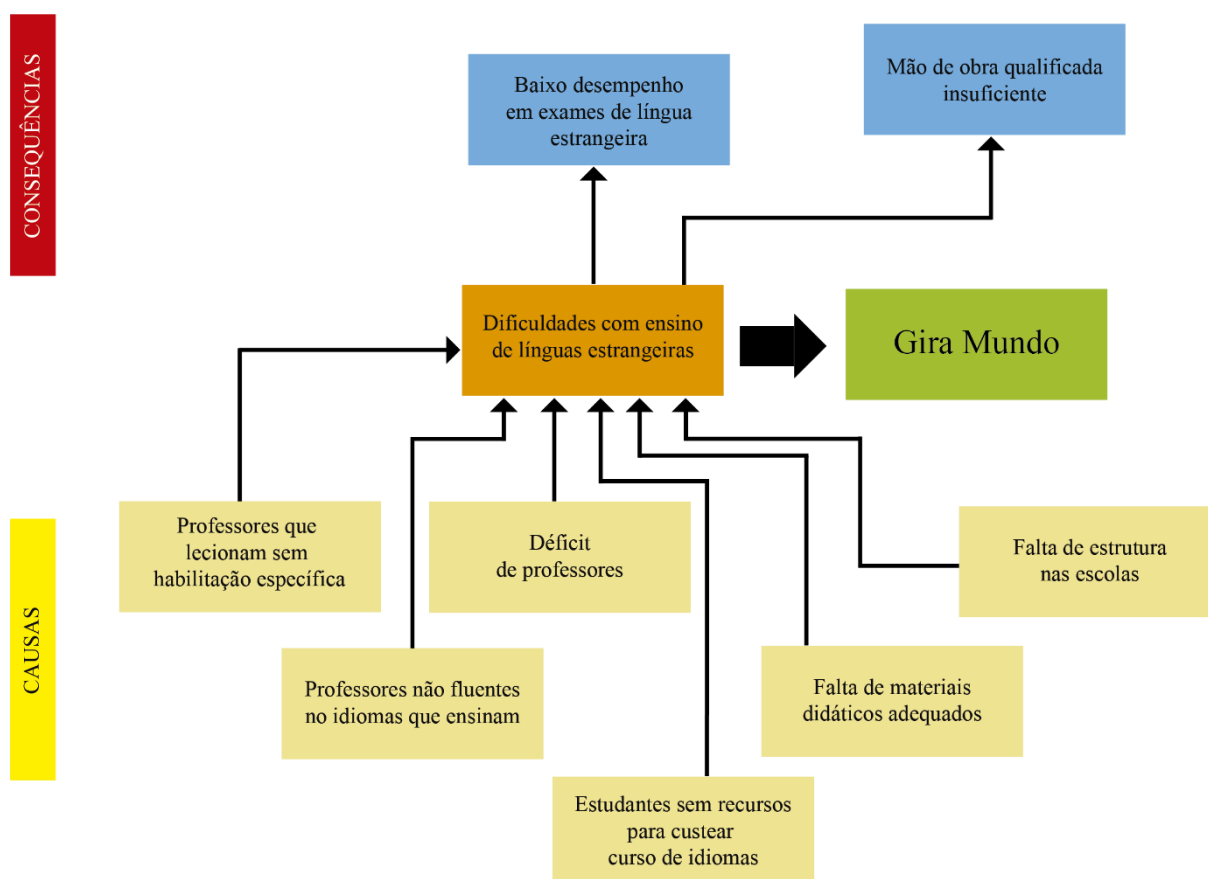 CONSEQUÊNCIAS
Baixo desempenho
em exames de língua
estrangeira
Mão de obra qualificada
insuficiente
Dificuldades com ensino
de línguas estrangeiras
Gira Mundo
CAUSAS
Professores que
lecionam sem
habilitação específica
Déficit
de professores
Falta de estrutura
nas escolas
Professores não fluentes
no idiomas que ensinam
Falta de materiais
didáticos adequados
Estudantes sem recursos
para custear
curso de idiomas